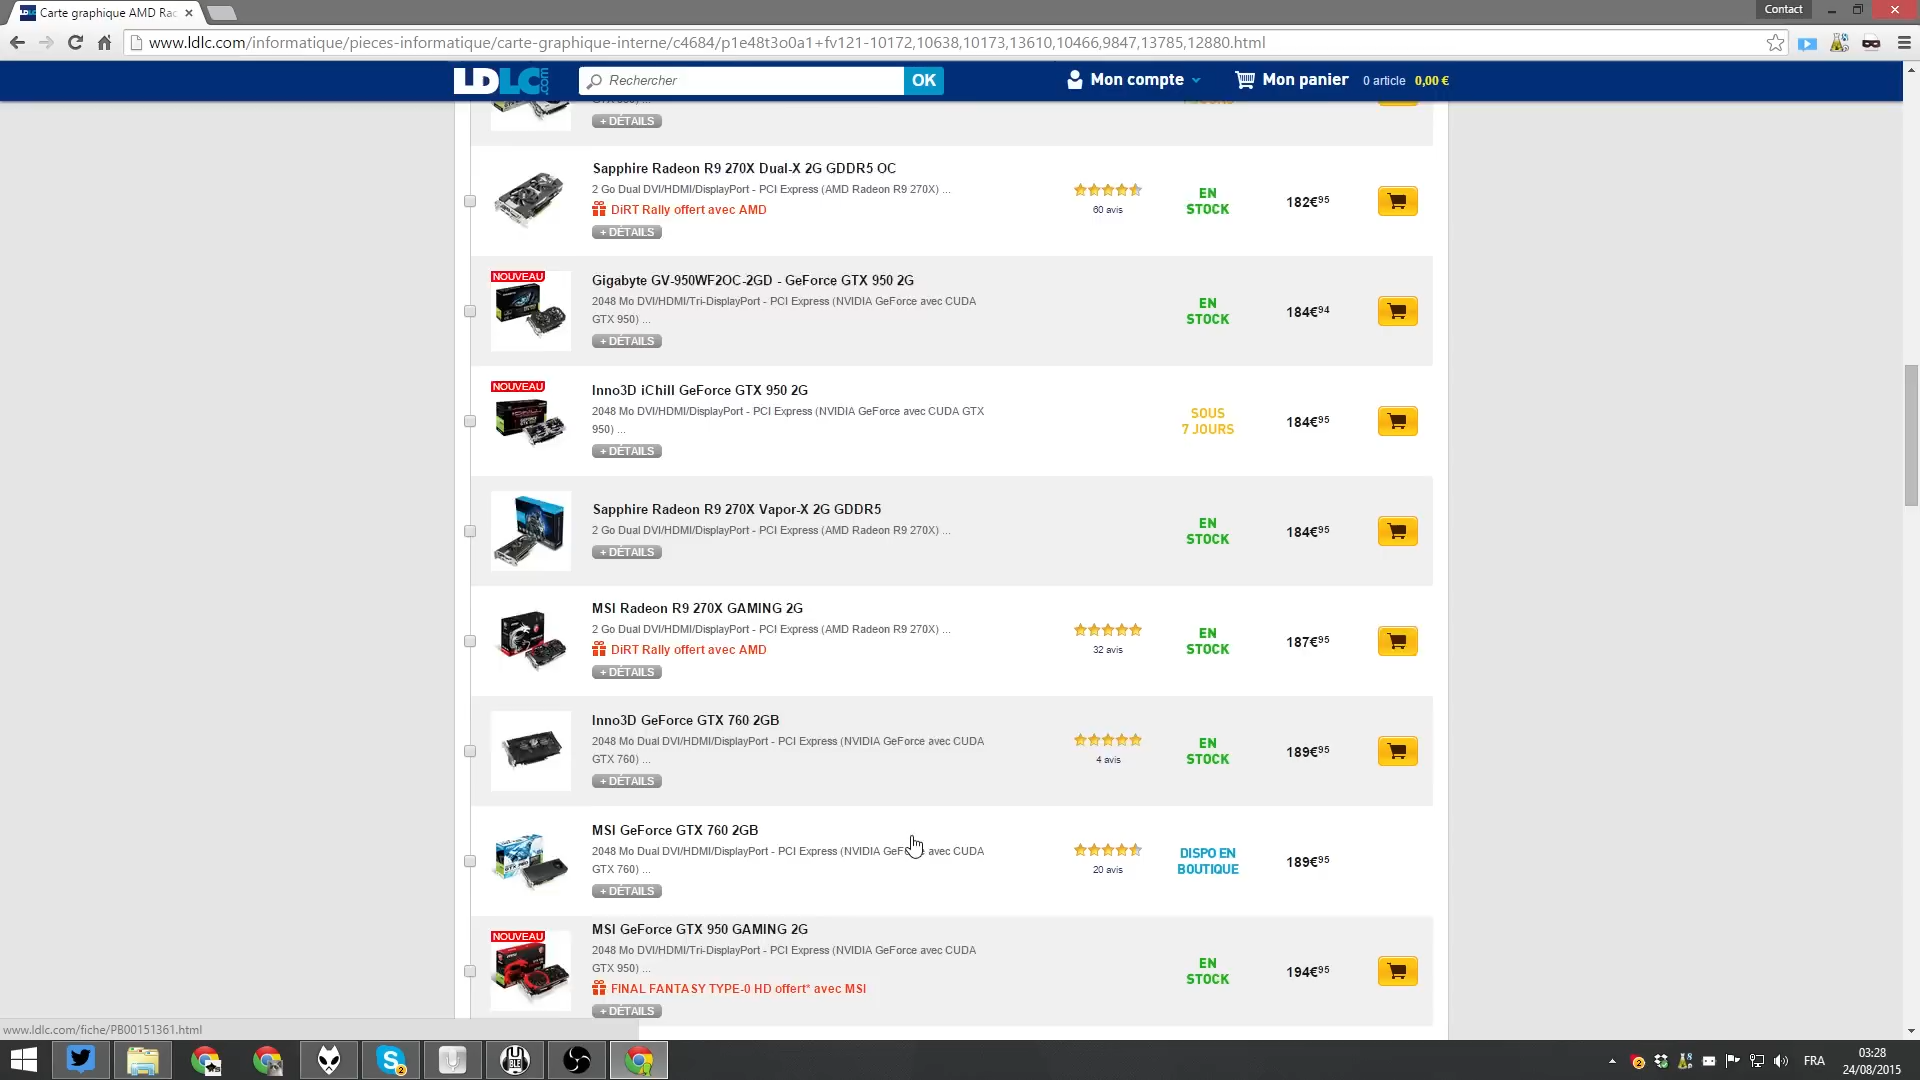 Carte graphique AMD Rac
Contact
www.ldlc.com/informatique/pieces-informatique/carte-graphique-interne/c4684/p1e48t3o0a1+fv121-10172,10638,10173,13610,10466,9847,13785,12880.html
LDLC.com
Rechercher
OK
Mon compte
Mon panier
0 article
0,00 €
+ DÉTAILS
Sapphire Radeon R9 270X Dual-X 2G GDDR5 OC
2 Go Dual DVI/HDMI/DisplayPort - PCI Express (AMD Radeon R9 270X) ...
DiRT Rally offert avec AMD
+ DÉTAILS
60 avis
EN
STOCK
182€95
NOUVEAU
Gigabyte GV-950WF2OC-2GD - GeForce GTX 950 2G
2048 Mo DVI/HDMI/Tri-DisplayPort - PCI Express (NVIDIA GeForce avec CUDA
GTX 950) ...
+ DÉTAILS
EN
STOCK
184€94
NOUVEAU
Inno3D iChill GeForce GTX 950 2G
2048 Mo DVI/HDMI/DisplayPort - PCI Express (NVIDIA GeForce avec CUDA GTX
950) ...
+ DÉTAILS
SOUS
7 JOURS
184€95
Sapphire Radeon R9 270X Vapor-X 2G GDDR5
2 Go Dual DVI/HDMI/DisplayPort - PCI Express (AMD Radeon R9 270X) ...
+ DÉTAILS
EN
STOCK
184€95
MSI Radeon R9 270X GAMING 2G
2 Go Dual DVI/HDMI/DisplayPort - PCI Express (AMD Radeon R9 270X) ...
DiRT Rally offert avec AMD
+ DÉTAILS
32 avis
EN
STOCK
187€95
Inno3D GeForce GTX 760 2GB
2048 Mo Dual DVI/HDMI/DisplayPort - PCI Express (NVIDIA GeForce avec CUDA
GTX 760) ...
+ DÉTAILS
4 avis
EN
STOCK
189€95
MSI GeForce GTX 760 2GB
2048 Mo Dual DVI/HDMI/DisplayPort - PCI Express (NVIDIA GeForce avec CUDA
GTX 760) ...
+ DÉTAILS
20 avis
DISPO EN
BOUTIQUE
189€95
NOUVEAU
MSI GeForce GTX 950 GAMING 2G
2048 Mo DVI/HDMI/Tri-DisplayPort - PCI Express (NVIDIA GeForce avec CUDA
GTX 950) ...
FINAL FANTASY TYPE-0 HD offert* avec MSI
+ DÉTAILS
EN
STOCK
194€95
www.ldlc.com/fiche/PB00151361.html
FRA
03:28
24/08/2015